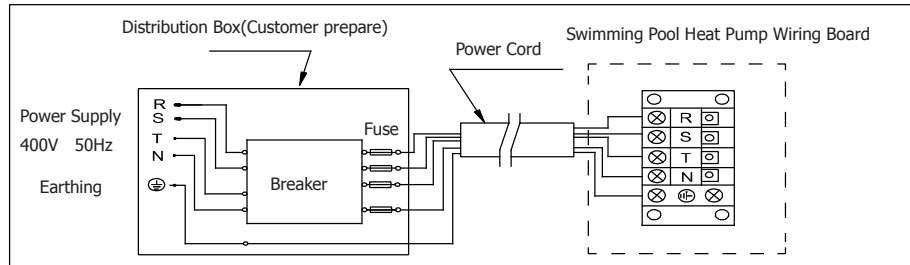 Distribution Box(Customer prepare)
Power Cord
Swimming Pool Heat Pump Wiring Board
Power Supply
400V 50Hz
Earthing
R
S
T
N
Breaker
Fuse
R
S
T
N